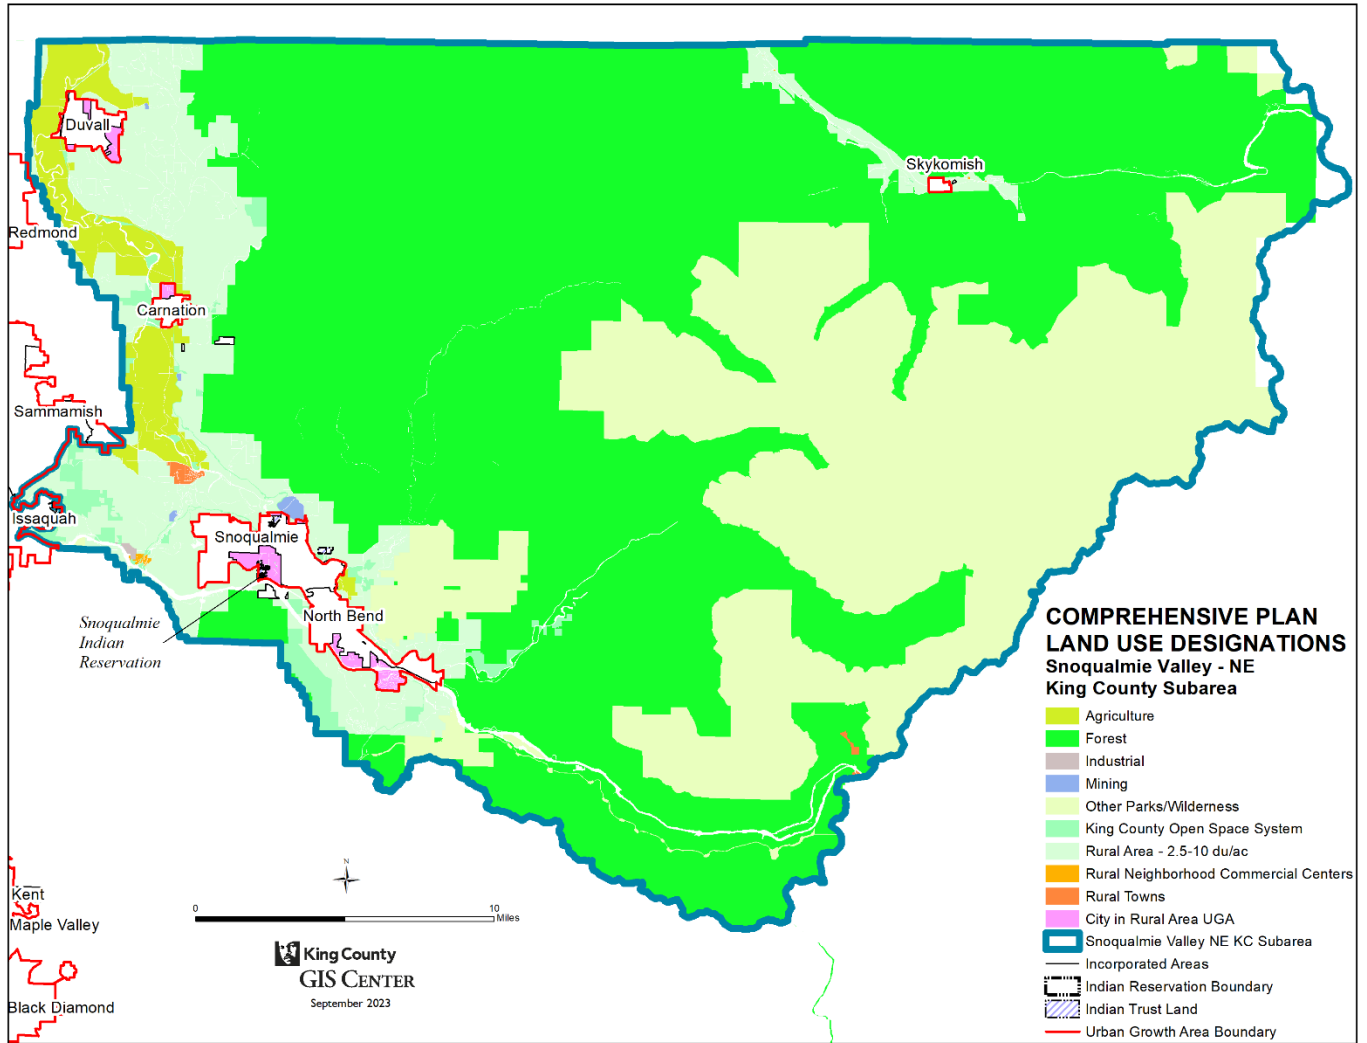 Duvall
Skykomish
Redmond
Carnation
Sammamish
Issaquah
Snoqualmie
North Bend
Snoqualmie
Indian
Reservation
COMPREHENSIVE PLAN
LAND USE DESIGNATIONS
Snoqualmie Valley - NE
King County Subarea
Agriculture
Forest
Industrial
Mining
Other Parks/Wilderness
King County Open Space System
Rural Area - 2.5-10 du/ac
Rural Neighborhood Commercial Centers
Rural Towns
City in Rural Area UGA
Snoqualmie Valley NE KC Subarea
Incorporated Areas
Indian Reservation Boundary
Indian Trust Land
Urban Growth Area Boundary
N
0 10
Miles
King County
GIS CENTER
September 2023
Kent
Maple Valley
Black Diamond